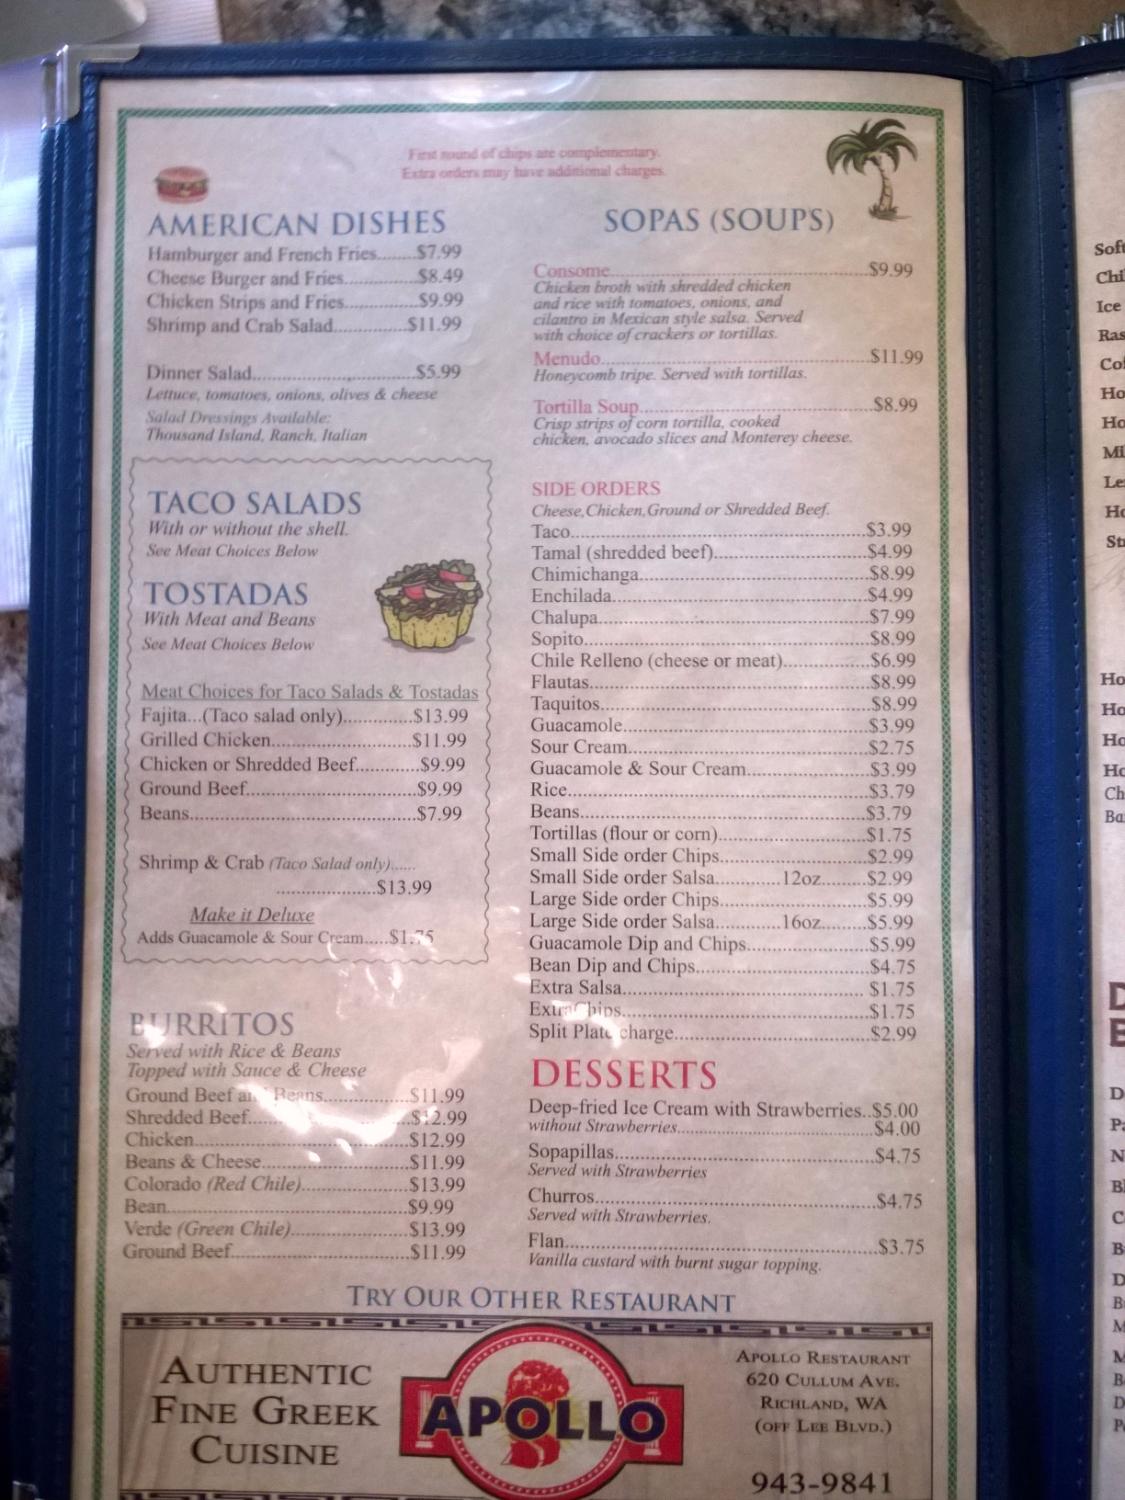 First round of chips are complementary.
Extra orders may have additional charges.
AMERICAN DISHES
Hamburger and French Fries........$7.99
Cheese Burger and Fries..............$8.49
Chicken Strips and Fries..............$9.99
Shrimp and Crab Salad...............$11.99
Dinner Salad.................................$5.99
Lettuce, tomatoes, onions, olives & cheese
Salad Dressings Available:
Thousand Island, Ranch, Italian
TACO SALADS
With or without the shell.
See Meat Choices Below
TOSTADAS
With Meat and Beans
See Meat Choices Below
Meat Choices for Taco Salads & Tostadas
Fajita...(Taco salad only).............$13.99
Grilled Chicken..........................$11.99
Chicken or Shredded Beef............$9.99
Ground Beef................................$9.99
Beans...........................................$7.99
Shrimp & Crab (Taco Salad only)......
...................$13.99
Make it Deluxe
Adds Guacamole & Sour Cream.....$1.75
BURRITOS
Served with Rice & Beans
Topped with Sauce & Cheese
Ground Beef and Beans................$11.99
Shredded Beef..............................$12.99
Chicken........................................$12.99
Beans & Cheese...........................$11.99
Colorado (Red Chile)....................$13.99
Bean.............................................$9.99
Verde (Green Chile)......................$13.99
Ground Beef.................................$11.99
SOPAS (SOUPS)
Consome.................................................$9.99
Chicken broth with shredded chicken
and rice with tomatoes, onions, and
cilantro in Mexican style salsa. Served
with choice of crackers or tortillas.
Menudo...................................................$11.99
Honeycomb tripe. Served with tortillas.
Tortilla Soup............................................$8.99
Crisp strips of corn tortilla, cooked
chicken, avocado slices and Monterey cheese.
SIDE ORDERS
Cheese,Chicken,Ground or Shredded Beef.
Taco........................................................$3.99
Tamal (shredded beef)............................$4.99
Chimichanga..........................................$8.99
Enchilada................................................$4.99
Chalupa...................................................$7.99
Sopito......................................................$8.99
Chile Relleno (cheese or meat)...............$6.99
Flautas.....................................................$8.99
Taquitos...................................................$8.99
Guacamole..............................................$3.99
Sour Cream.............................................$2.75
Guacamole & Sour Cream......................$3.99
Rice.........................................................$3.79
Beans.......................................................$3.79
Tortillas (flour or corn)...........................$1.75
Small Side order Chips...........................$2.99
Small Side order Salsa............12oz........$2.99
Large Side order Chips...........................$5.99
Large Side order Salsa............16oz........$5.99
Guacamole Dip and Chips......................$5.99
Bean Dip and Chips................................$4.75
Extra Salsa..............................................$1.75
Extra Chips.............................................$1.75
Split Plate charge....................................$2.99
DESSERTS
Deep-fried Ice Cream with Strawberries..$5.00
without Strawberries...................................$4.00
Sopapillas................................................$4.75
Served with Strawberries
Churros....................................................$4.75
Served with Strawberries.
Flan..........................................................$3.75
Vanilla custard with burnt sugar topping.
TRY OUR OTHER RESTAURANT
AUTHENTIC
FINE GREEK
CUISINE
APOLLO
APOLLO RESTAURANT
620 CULLUM AVE.
RICHLAND, WA
(OFF LEE BLVD.)
943-9841